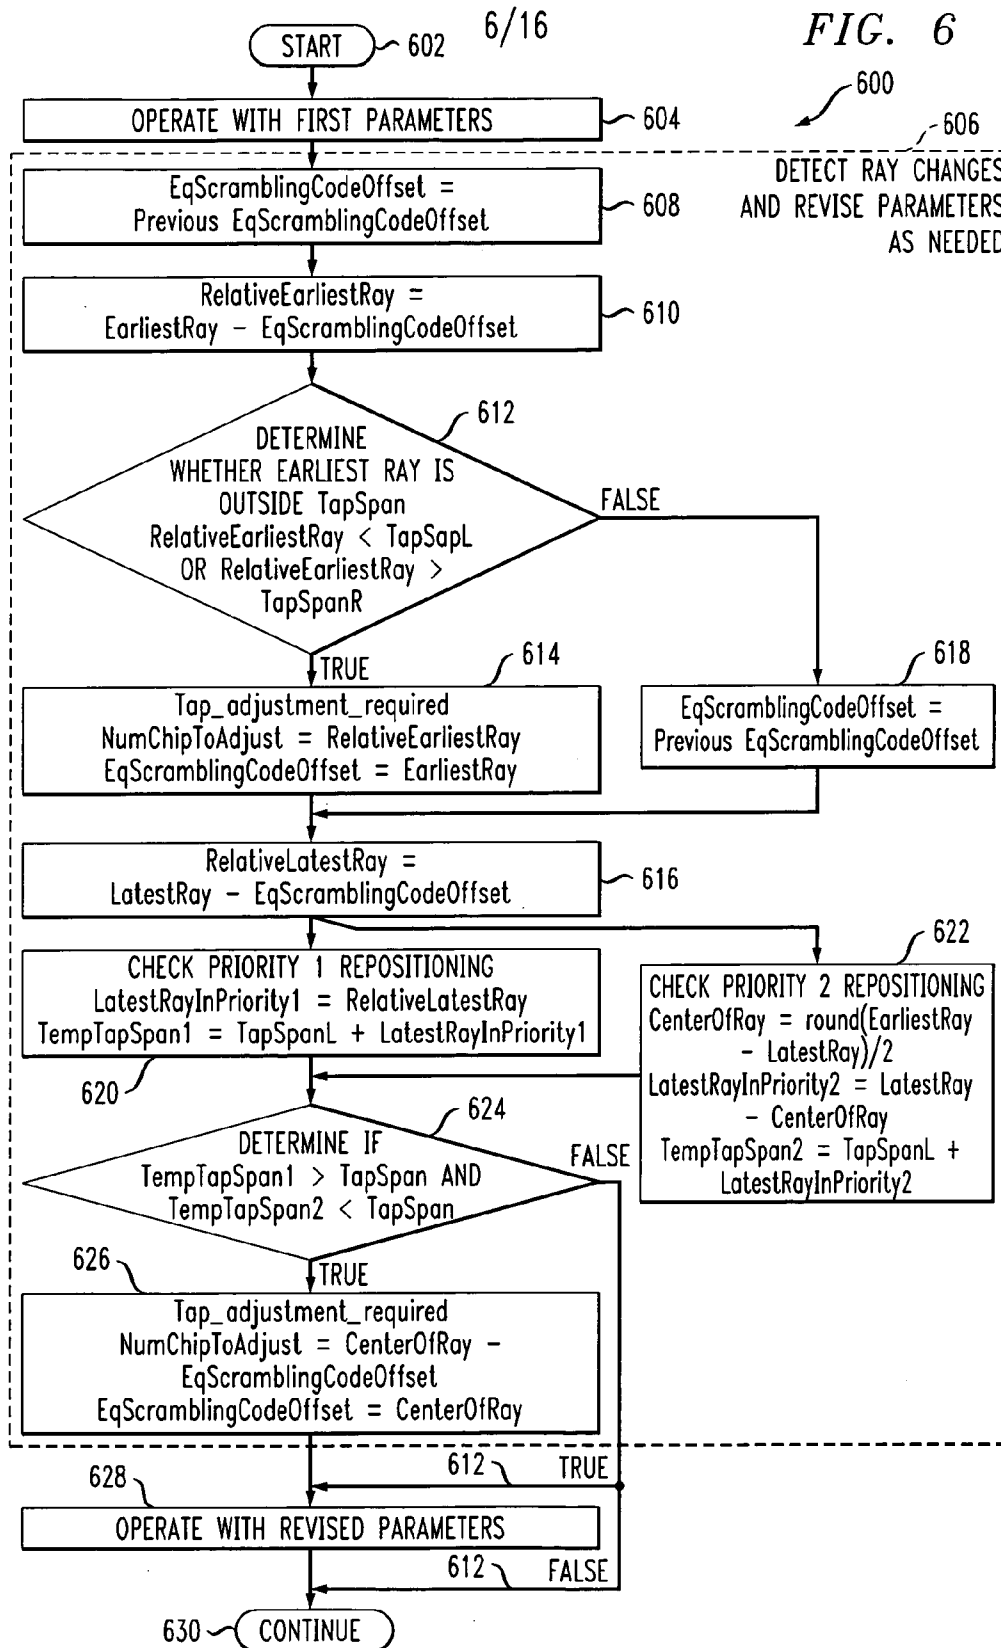 6/16
FIG. 6
START
602
600
OPERATE WITH FIRST PARAMETERS
604
606
DETECT RAY CHANGES
AND REVISE PARAMETERS
AS NEEDED
EqScramblingCodeOffset =
Previous EqScramblingCodeOffset
608
RelativeEarliestRay =
EarliestRay - EqScramblingCodeOffset
610
612
DETERMINE
WHETHER EARLIEST RAY IS
OUTSIDE TapSpan
RelativeEarliestRay < TapSapL
OR RelativeEarliestRay >
TapSpanR
FALSE
TRUE
614
Tap_adjustment_required
NumChipToAdjust = RelativeEarliestRay
EqScramblingCodeOffset = EarliestRay
618
EqScramblingCodeOffset =
Previous EqScramblingCodeOffset
RelativeLatestRay =
LatestRay - EqScramblingCodeOffset
616
CHECK PRIORITY 1 REPOSITIONING
LatestRayInPriority1 = RelativeLatestRay
TempTapSpan1 = TapSpanL + LatestRayInPriority1
620
622
CHECK PRIORITY 2 REPOSITIONING
CenterOfRay = round(EarliestRay
- LatestRay)/2
LatestRayInPriority2 = LatestRay
- CenterOfRay
TempTapSpan2 = TapSpanL +
LatestRayInPriority2
624
DETERMINE IF
TempTapSpan1 > TapSpan AND
TempTapSpan2 < TapSpan
FALSE
TRUE
626
Tap_adjustment_required
NumChipToAdjust = CenterOfRay -
EqScramblingCodeOffset
EqScramblingCodeOffset = CenterOfRay
612
TRUE
628
OPERATE WITH REVISED PARAMETERS
612
FALSE
630
CONTINUE